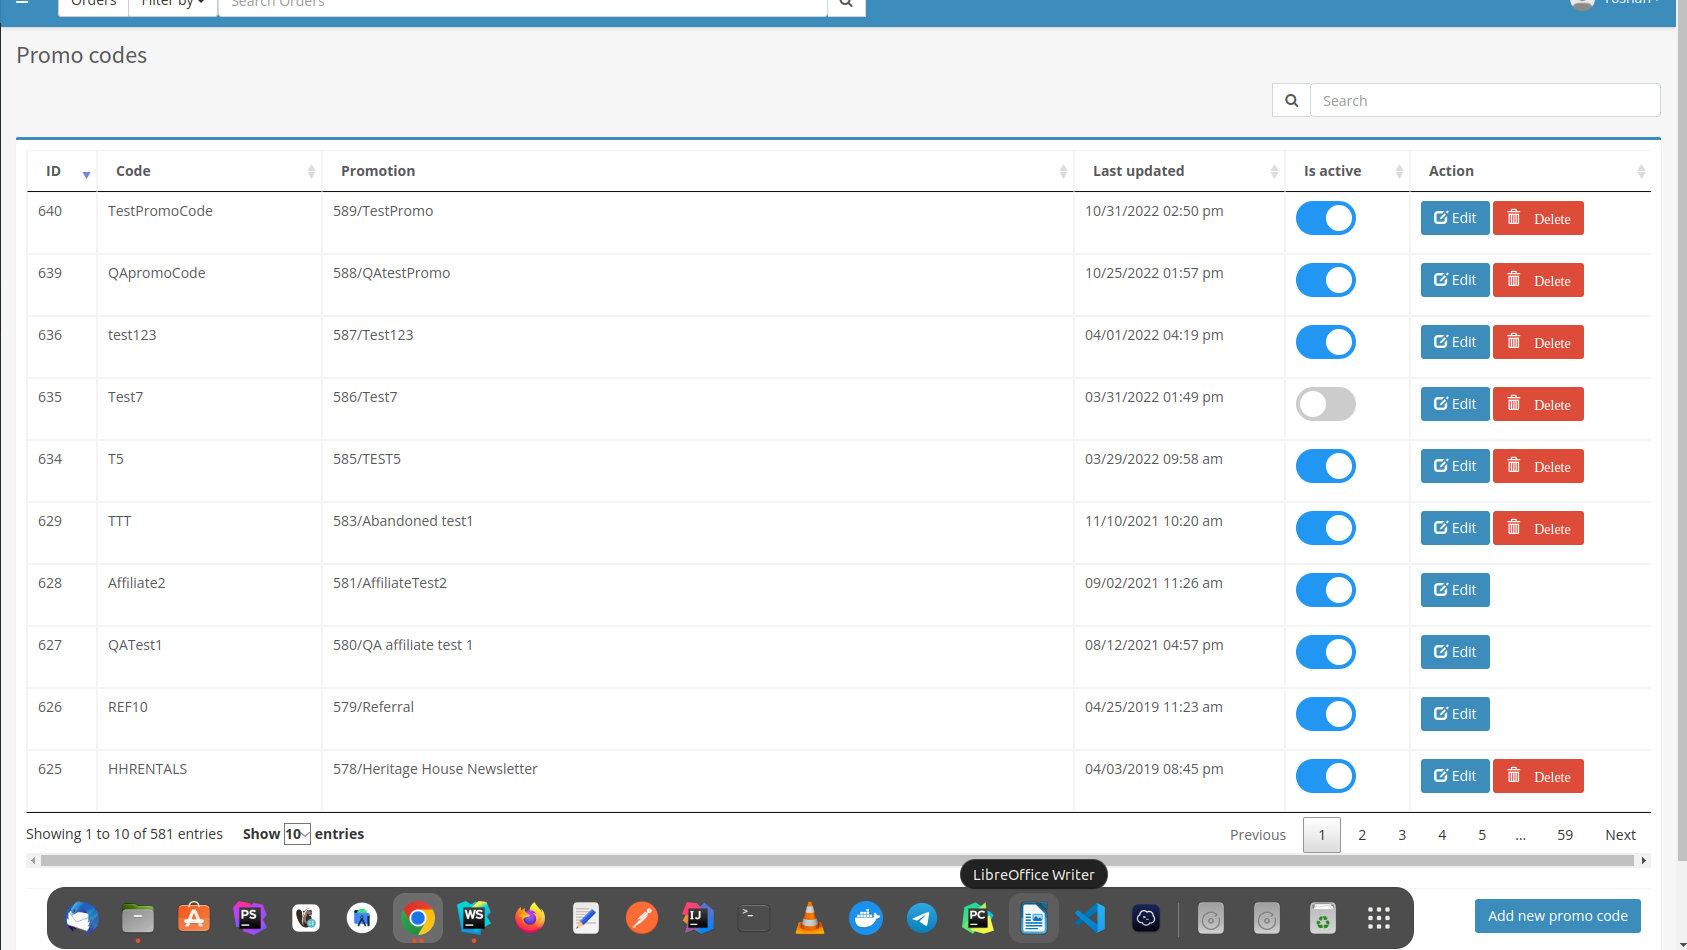 Orders Filter by Search Orders
Promo codes
Search
ID Code Promotion Last updated Is active Action
640 TestPromoCode 589/TestPromo 10/31/2022 02:50 pm Edit Delete
639 QApromoCode 588/QAtestPromo 10/25/2022 01:57 pm Edit Delete
636 test123 587/Test123 04/01/2022 04:19 pm Edit Delete
635 Test7 586/Test7 03/31/2022 01:49 pm Edit Delete
634 T5 585/TEST5 03/29/2022 09:58 am Edit Delete
629 TTT 583/Abandoned test1 11/10/2021 10:20 am Edit Delete
628 Affiliate2 581/AffiliateTest2 09/02/2021 11:26 am Edit
627 QATest1 580/QA affiliate test 1 08/12/2021 04:57 pm Edit
626 REF10 579/Referral 04/25/2019 11:23 am Edit
625 HHRENTALS 578/Heritage House Newsletter 04/03/2019 08:45 pm Edit Delete
Showing 1 to 10 of 581 entries Show 10 entries Previous 1 2 3 4 5 ... 59 Next
LibreOffice Writer
PS WS IJ PC
Add new promo code